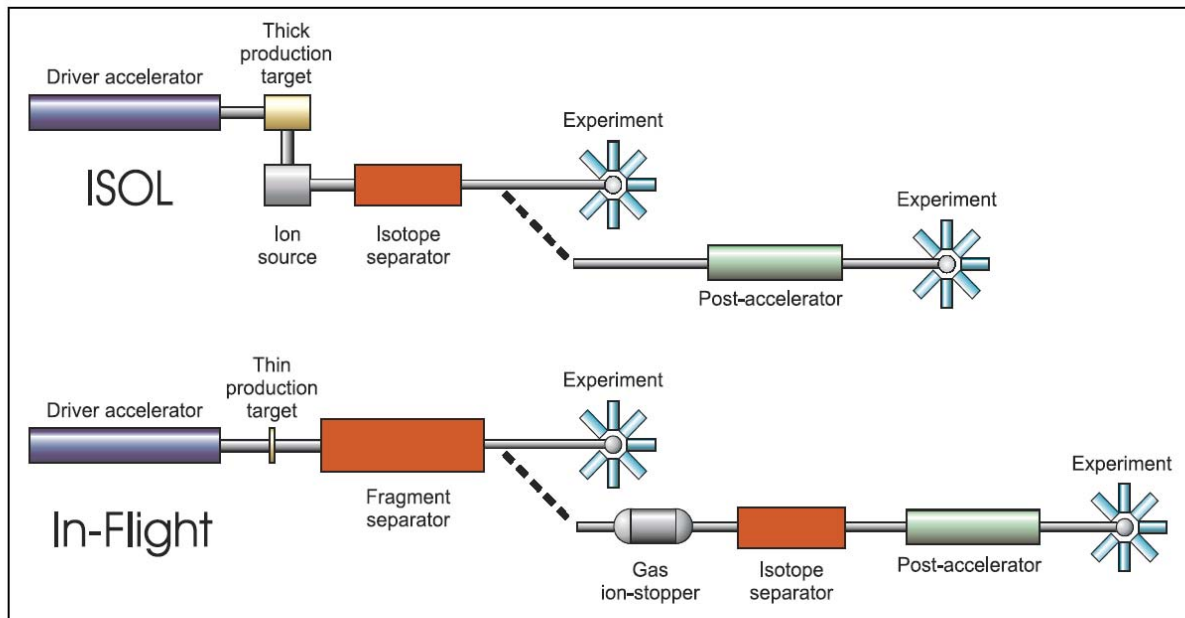 Thick
production
target
Driver accelerator
Experiment
ISOL
Ion
source
Isotope
separator
Experiment
Post-accelerator
Thin
production
target
Driver accelerator
Experiment
Fragment
separator
In-Flight
Experiment
Gas
ion-stopper
Isotope
separator
Post-accelerator